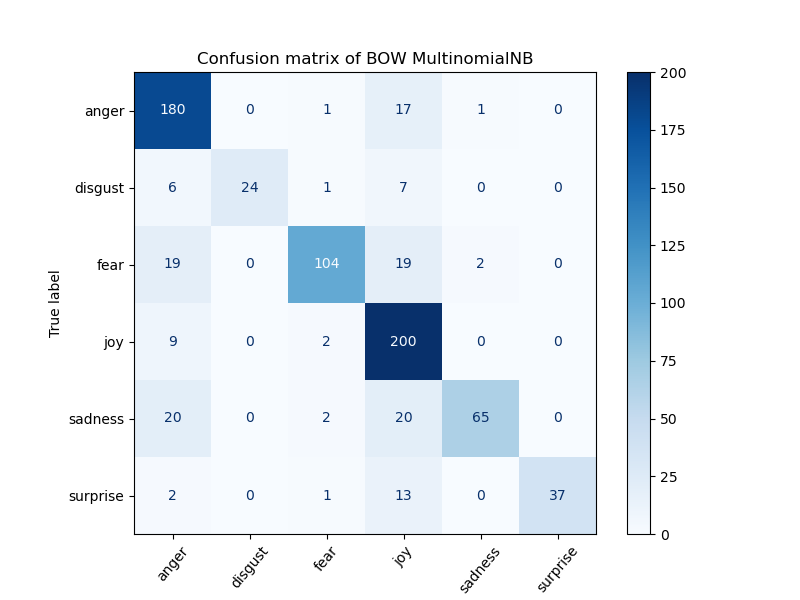 Confusion matrix of BOW MultinomialNB
True label
anger 180 0 1 17 1 0
disgust 6 24 1 7 0 0
fear 19 0 104 19 2 0
joy 9 0 2 200 0 0
sadness 20 0 2 20 65 0
surprise 2 0 1 13 0 37
anger disgust fear joy sadness surprise
200
175
150
125
100
75
50
25
0